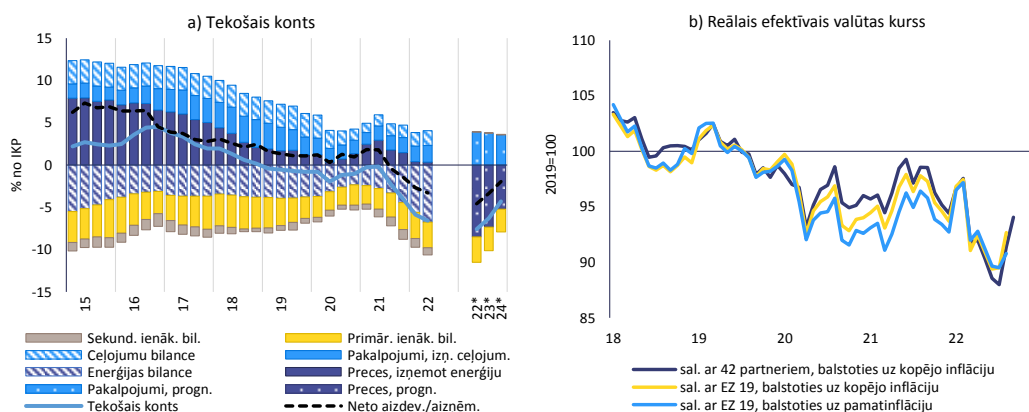 a) Tekošais konts
% no IKP
15
10
5
0
-5
-10
-15
15
16
17
18
19
20
21
22
22*
23*
24*
Sekund. ienāk. bil.
Primār. ienāk. bil.
Ceļojumu bilance
Pakalpojumi, izņ. ceļojum.
Enerģijas bilance
Preces, izņemot enerģiju
Pakalpojumi, progn.
Preces, progn.
Tekošais konts
Neto aizdev./aizņēm.
b) Reālais efektīvais valūtas kurss
2019=100
110
105
100
95
90
85
18
19
20
21
22
sal. ar 42 partneriem, balstoties uz kopējo inflāciju
sal. ar EZ 19, balstoties uz kopējo inflāciju
sal. ar EZ 19, balstoties uz pamatinflāciju